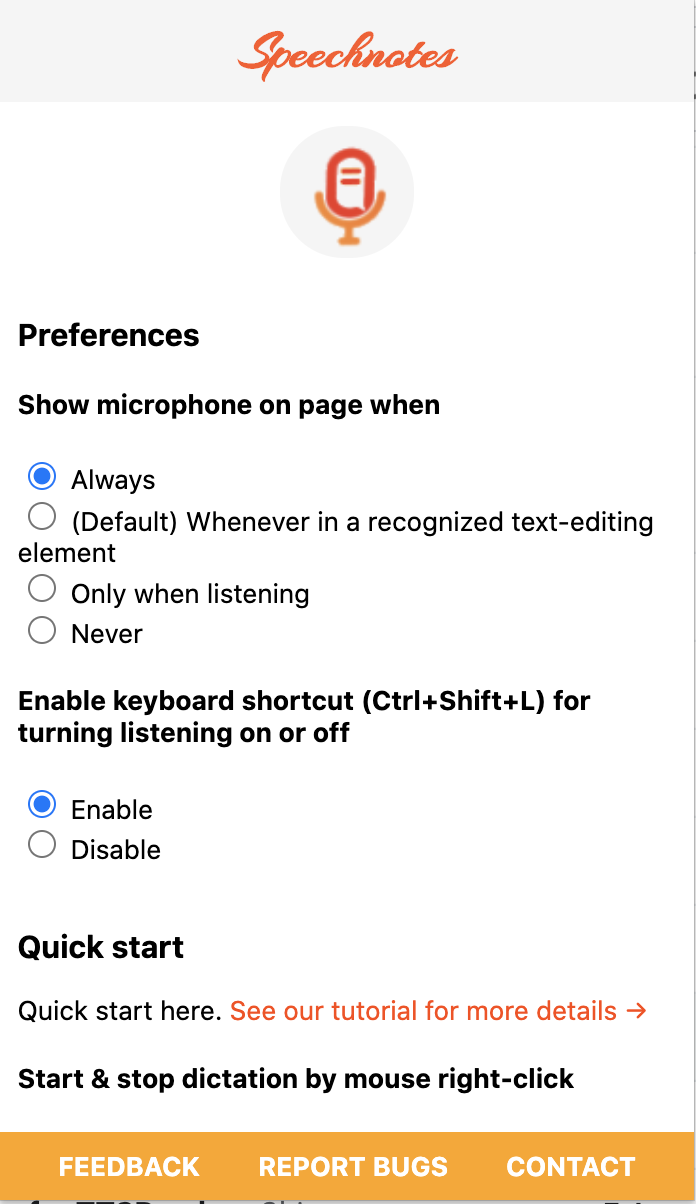 Speechnotes
Preferences
Show microphone on page when
Always
(Default) Whenever in a recognized text-editing
element
Only when listening
Never
Enable keyboard shortcut (Ctrl+Shift+L) for
turning listening on or off
Enable
Disable
Quick start
Quick start here. See our tutorial for more details →
Start & stop dictation by mouse right-click
FEEDBACK REPORT BUGS CONTACT